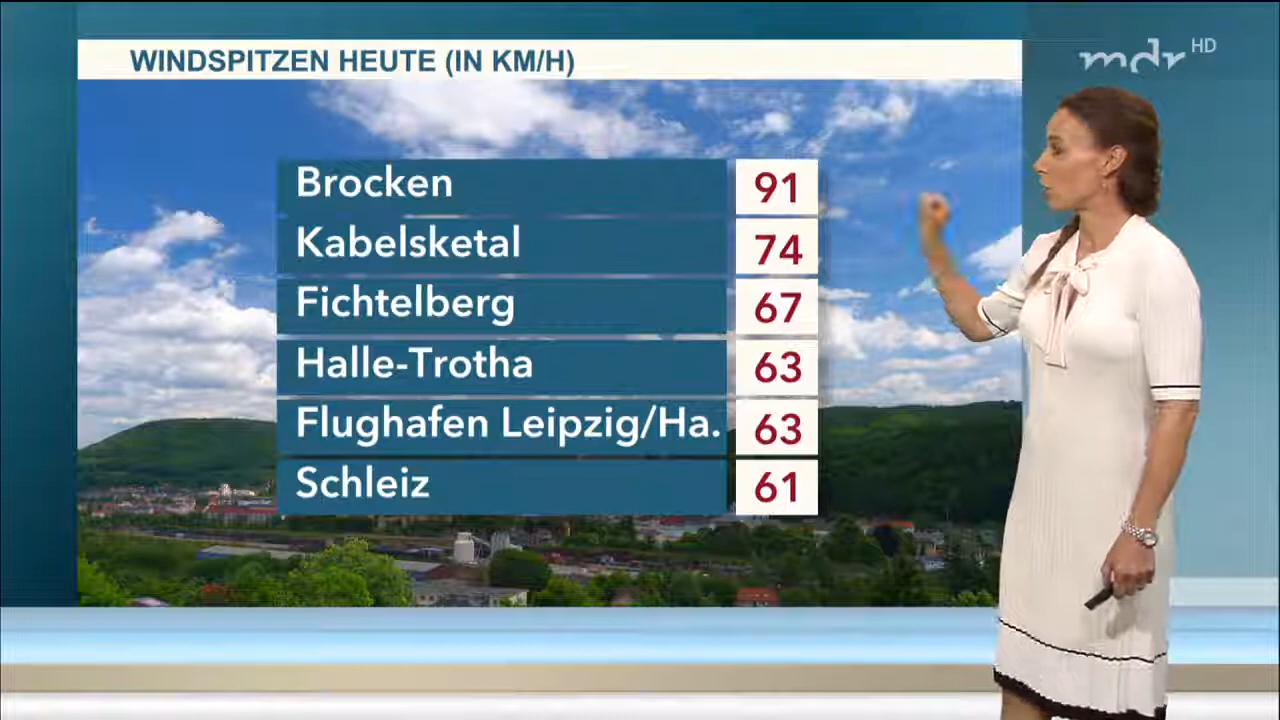 WINDSPITZEN HEUTE (IN KM/H)
mdr HD
Brocken 91
Kabelsketal 74
Fichtelberg 67
Halle-Trotha 63
Flughafen Leipzig/Ha. 63
Schleiz 61